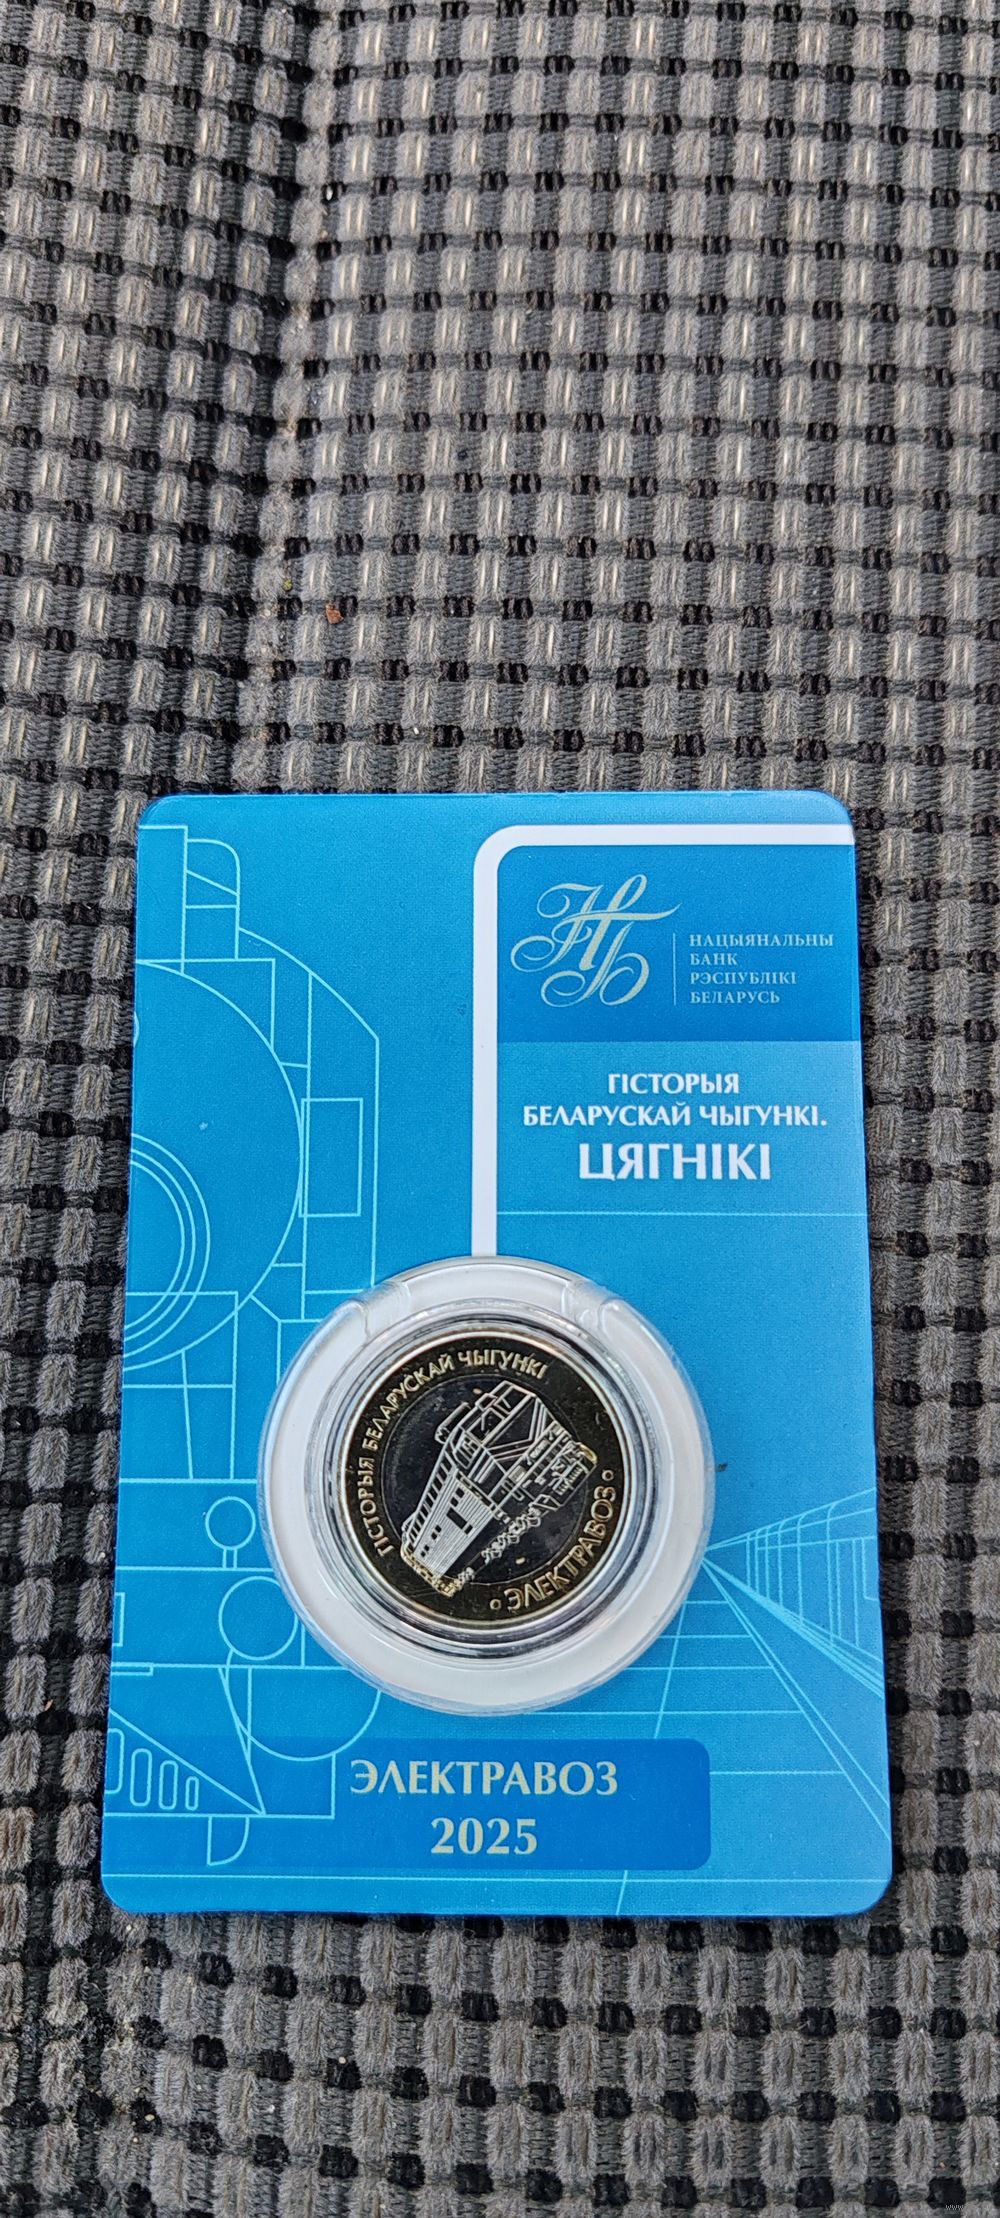 НАЦЫЯНАЛЬНЫ
БАНК
РЭСПУБЛІКІ
БЕЛАРУСЬ
ГІСТОРЫЯ
БЕЛАРУСКАЙ ЧЫГУНКІ.
ЦЯГНІКІ
ГІСТОРЫЯ БЕЛАРУСКАЙ ЧЫГУНКІ
ЭЛЕКТРАВОЗ
ЭЛЕКТРАВОЗ
2025